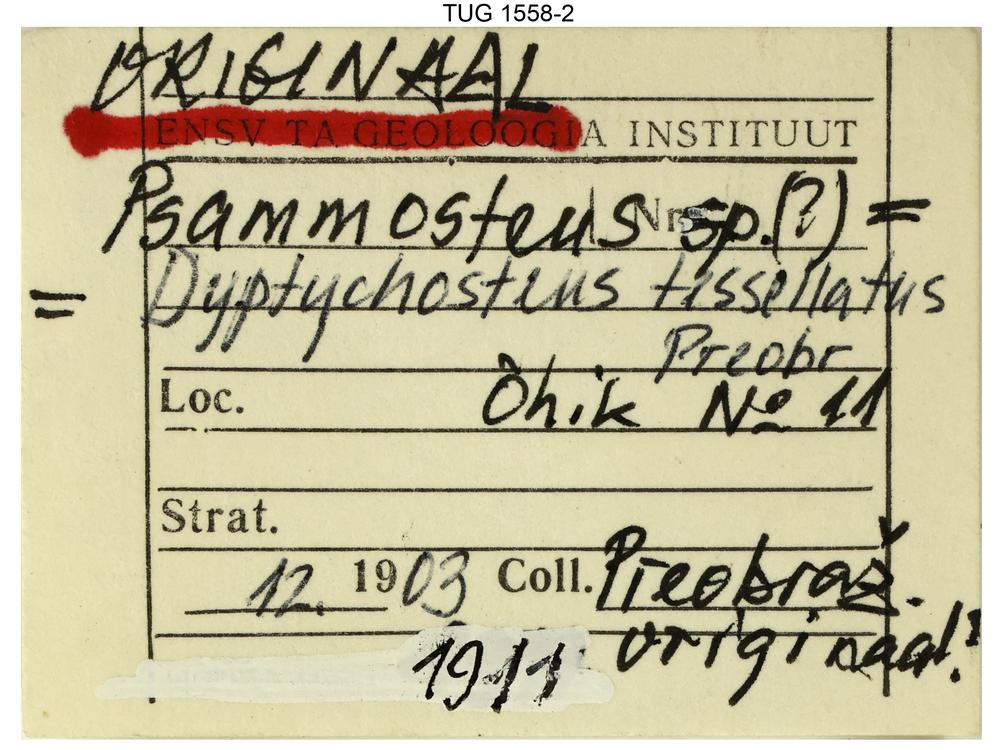 TUG 1558-2
ORIGINAAL
ENSV TA GEOLOOGIA INSTITUUT
Psammosteus Nr. sp.(?) =
= Dyptychosteus tessellatus
Preobr
Loc. Õhik № 11
Strat.
12. 1903 Coll. Preobraž.
1911 originaal!?